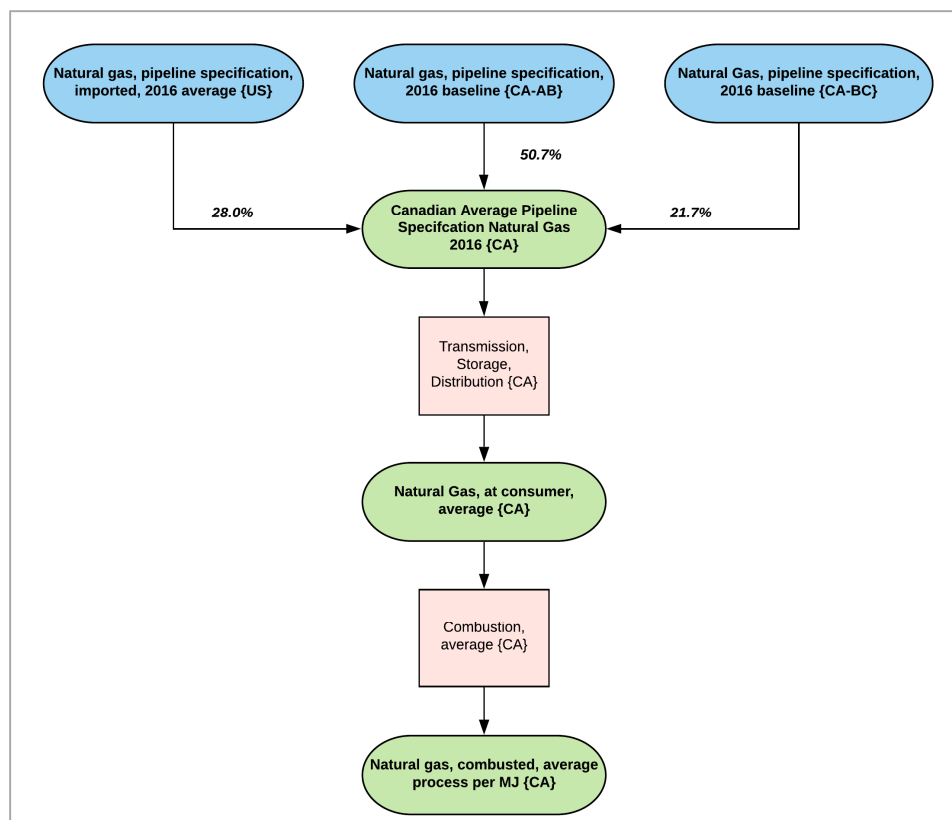 Natural gas, pipeline specification,
imported, 2016 average {US}
Natural gas, pipeline specification,
2016 baseline {CA-AB}
Natural Gas, pipeline specification,
2016 baseline {CA-BC}
50.7%
28.0%
21.7%
Canadian Average Pipeline
Specifcation Natural Gas
2016 {CA}
Transmission,
Storage,
Distribution {CA}
Natural Gas, at consumer,
average {CA}
Combustion,
average {CA}
Natural gas, combusted, average
process per MJ {CA}